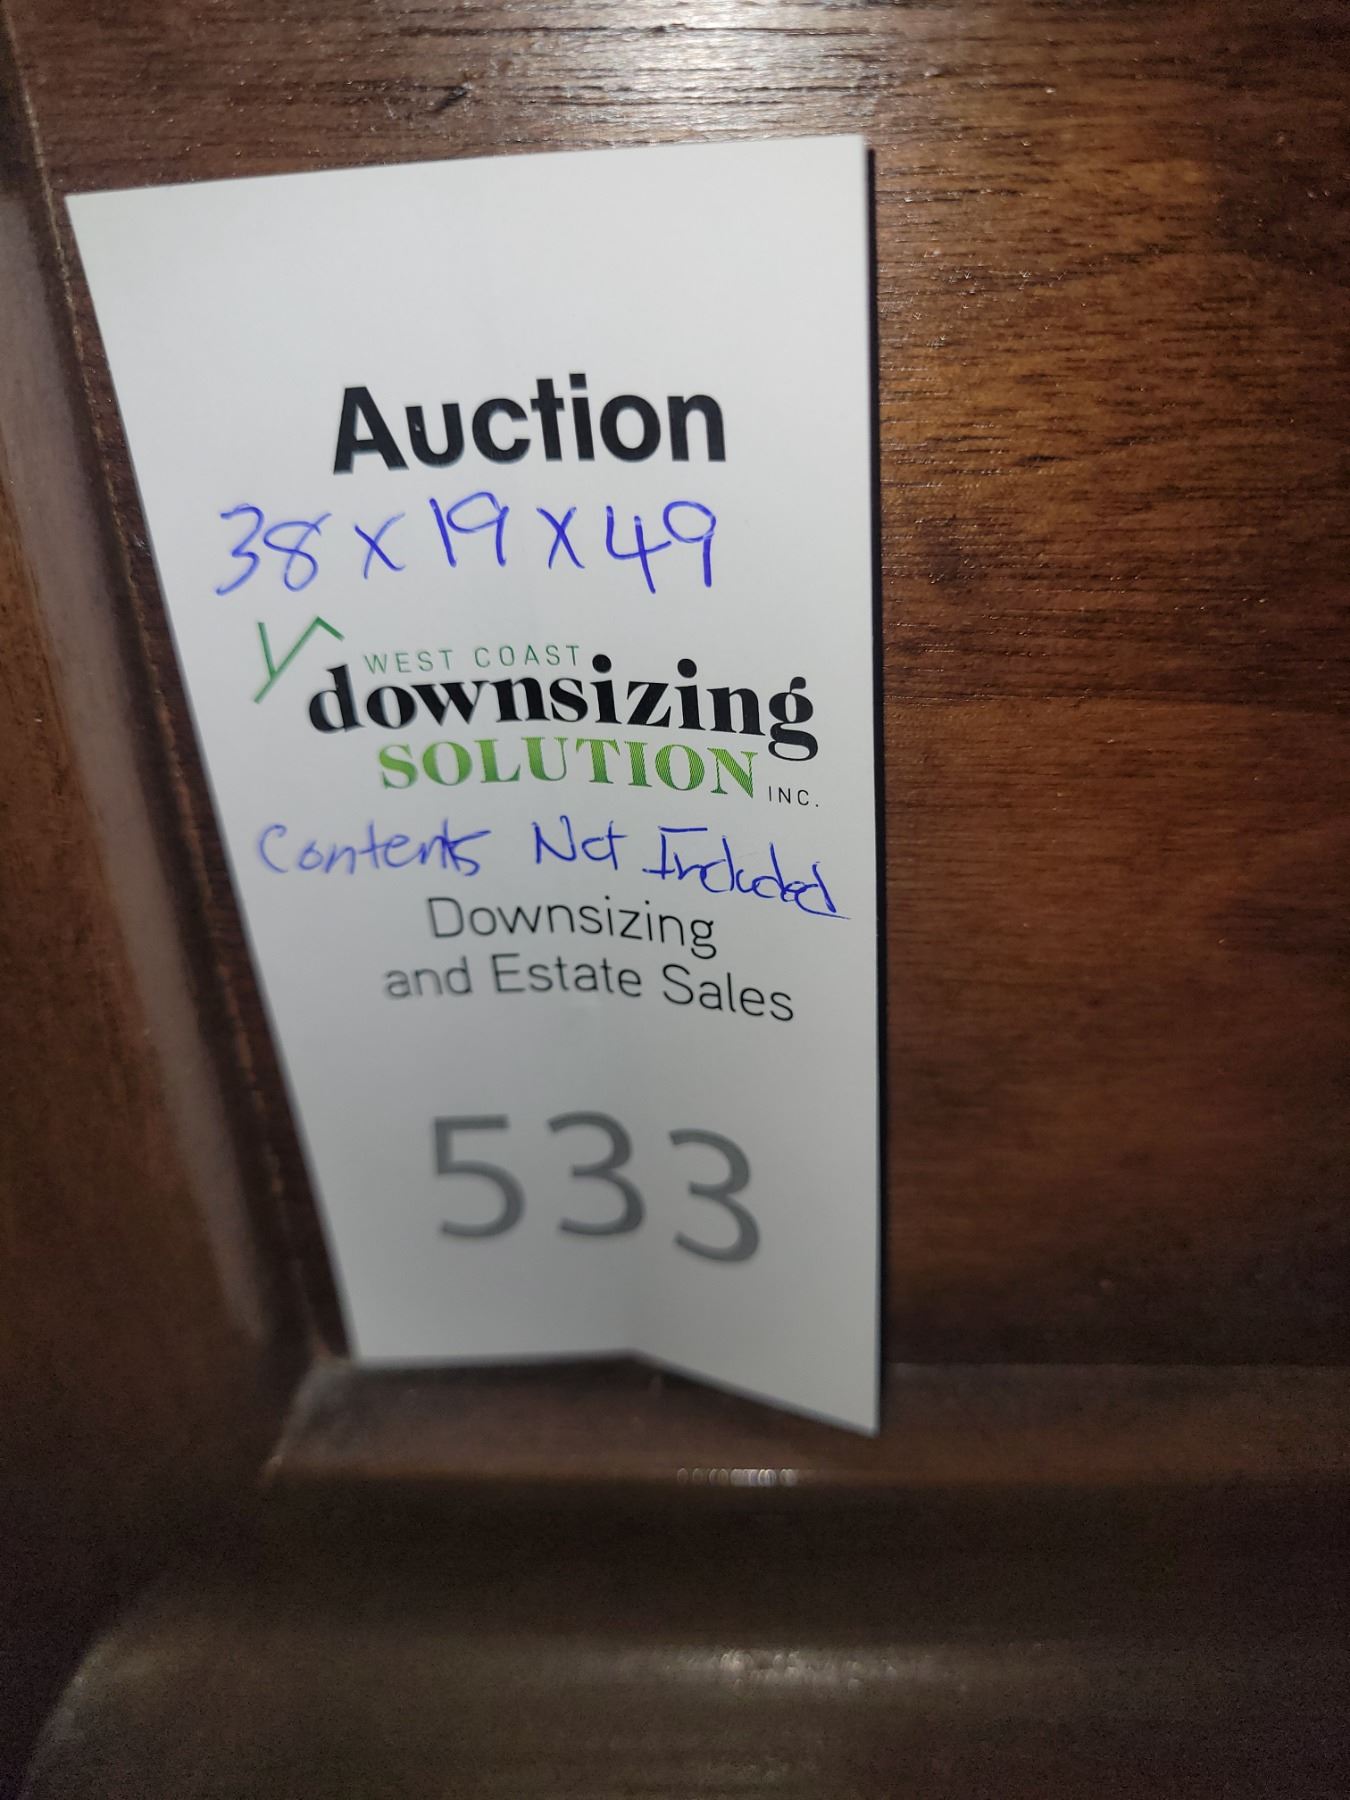 Auction
38 x 19 x 49
WEST COAST
downsizing
SOLUTION INC.
Contents Not Included
Downsizing
and Estate Sales
533